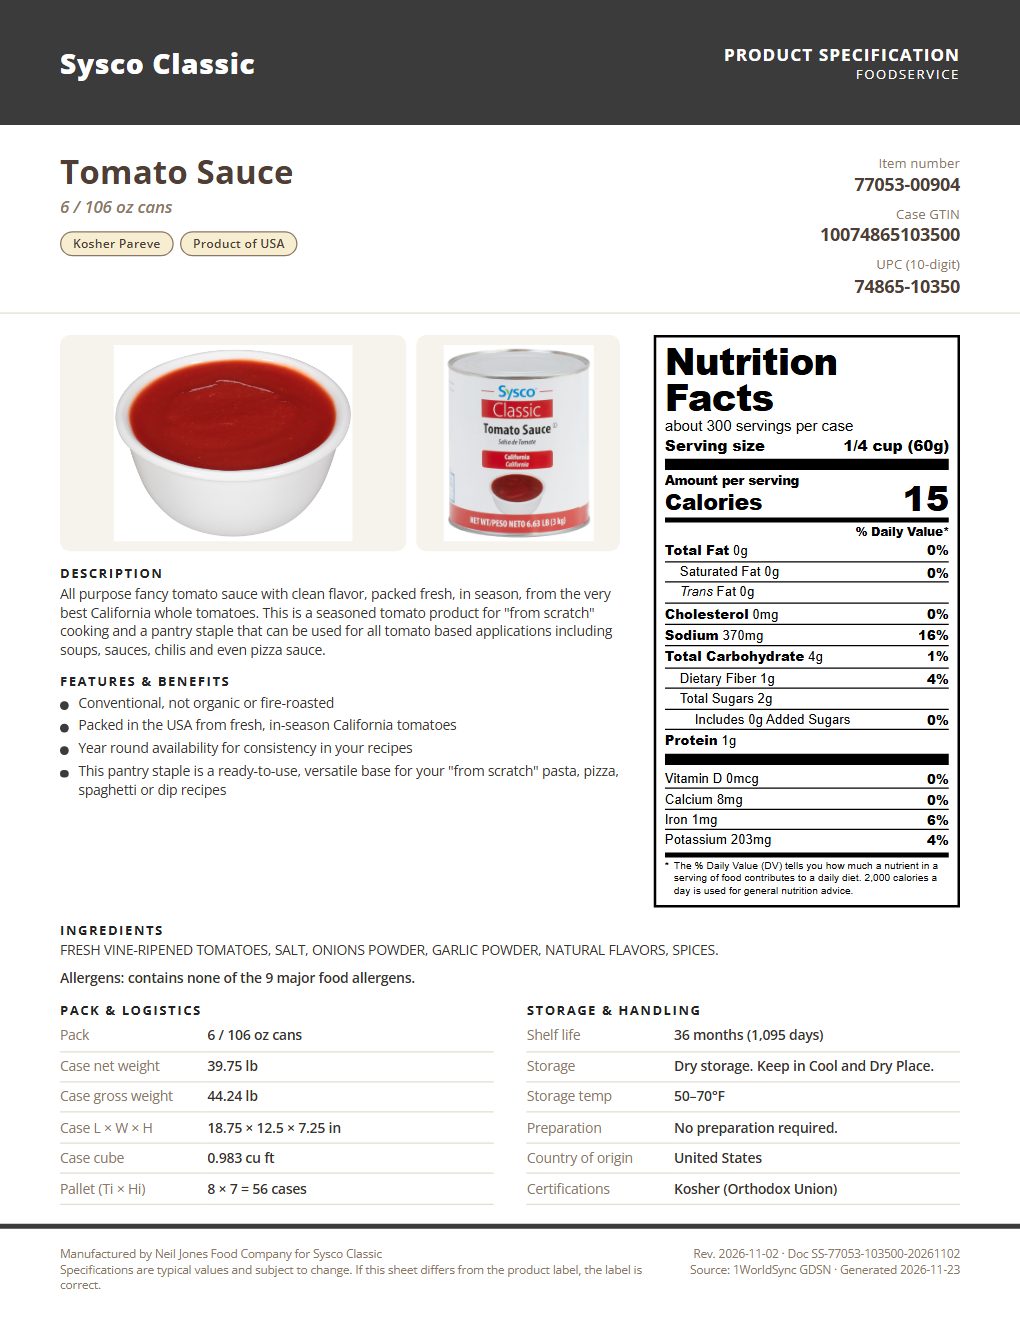 Sysco Classic
PRODUCT SPECIFICATION
FOODSERVICE
Tomato Sauce
6 / 106 oz cans
Kosher Pareve
Product of USA
Item number
77053-00904
Case GTIN
10074865103500
UPC (10-digit)
74865-10350
Sysco
Classic
Tomato Sauce
Salsa de Tomate
California
California
NET WT/PESO NETO 6.63 LB (3 kg)
DESCRIPTION
All purpose fancy tomato sauce with clean flavor, packed fresh, in season, from the very
best California whole tomatoes. This is a seasoned tomato product for "from scratch"
cooking and a pantry staple that can be used for all tomato based applications including
soups, sauces, chilis and even pizza sauce.
FEATURES & BENEFITS
Conventional, not organic or fire-roasted
Packed in the USA from fresh, in-season California tomatoes
Year round availability for consistency in your recipes
This pantry staple is a ready-to-use, versatile base for your "from scratch" pasta, pizza,
spaghetti or dip recipes
Nutrition
Facts
about 300 servings per case
Serving size 1/4 cup (60g)
Amount per serving
Calories 15
% Daily Value*
Total Fat 0g 0%
Saturated Fat 0g 0%
Trans Fat 0g
Cholesterol 0mg 0%
Sodium 370mg 16%
Total Carbohydrate 4g 1%
Dietary Fiber 1g 4%
Total Sugars 2g
Includes 0g Added Sugars 0%
Protein 1g
Vitamin D 0mcg 0%
Calcium 8mg 0%
Iron 1mg 6%
Potassium 203mg 4%
* The % Daily Value (DV) tells you how much a nutrient in a
serving of food contributes to a daily diet. 2,000 calories a
day is used for general nutrition advice.
INGREDIENTS
FRESH VINE-RIPENED TOMATOES, SALT, ONIONS POWDER, GARLIC POWDER, NATURAL FLAVORS, SPICES.
Allergens: contains none of the 9 major food allergens.
PACK & LOGISTICS
Pack 6 / 106 oz cans
Case net weight 39.75 lb
Case gross weight 44.24 lb
Case L × W × H 18.75 × 12.5 × 7.25 in
Case cube 0.983 cu ft
Pallet (Ti × Hi) 8 × 7 = 56 cases
STORAGE & HANDLING
Shelf life 36 months (1,095 days)
Storage Dry storage. Keep in Cool and Dry Place.
Storage temp 50–70°F
Preparation No preparation required.
Country of origin United States
Certifications Kosher (Orthodox Union)
Manufactured by Neil Jones Food Company for Sysco Classic
Specifications are typical values and subject to change. If this sheet differs from the product label, the label is
correct.
Rev. 2026-11-02 · Doc SS-77053-103500-20261102
Source: 1WorldSync GDSN · Generated 2026-11-23